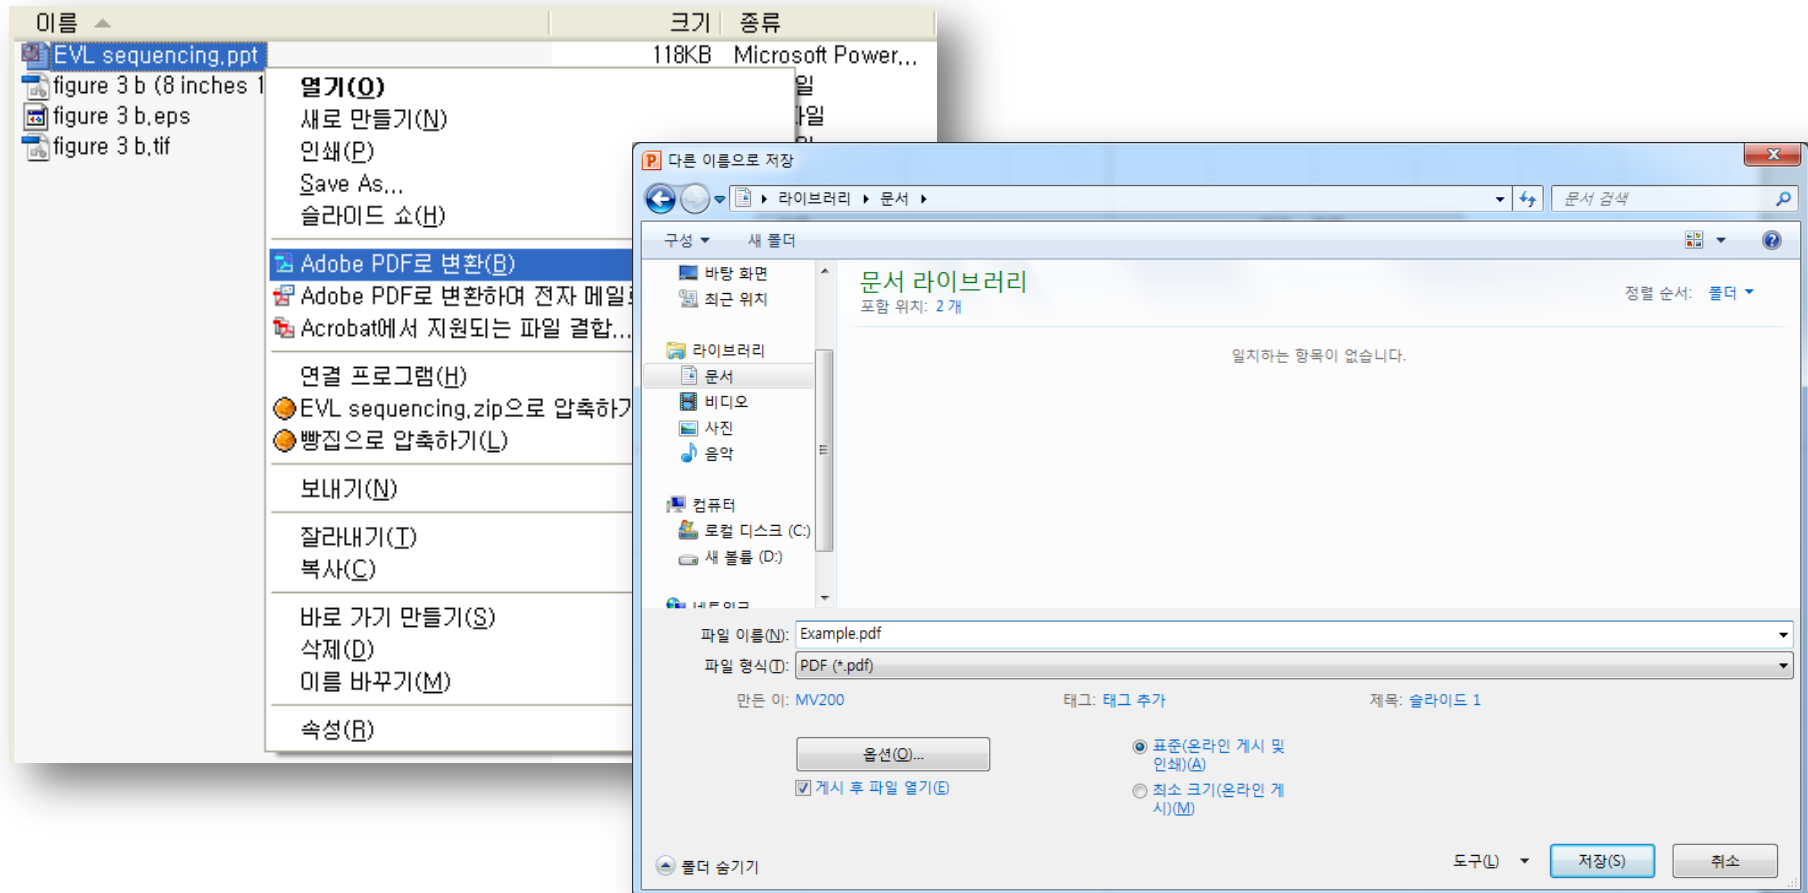 이름 크기 종류
EVL sequencing.ppt 118KB Microsoft Power...
figure 3 b (8 inches 1 일
figure 3 b.eps 파일
figure 3 b.tif
열기(O)
새로 만들기(N)
인쇄(P)
Save As...
슬라이드 쇼(H)
Adobe PDF로 변환(B)
Adobe PDF로 변환하여 전자 메일로
Acrobat에서 지원되는 파일 결합...
연결 프로그램(H)
EVL sequencing.zip으로 압축하기
빵집으로 압축하기(L)
보내기(N)
잘라내기(T)
복사(C)
바로 가기 만들기(S)
삭제(D)
이름 바꾸기(M)
속성(R)
다른 이름으로 저장
라이브러리 문서
문서 검색
구성 새 폴더
바탕 화면
최근 위치
라이브러리
문서
비디오
사진
음악
컴퓨터
로컬 디스크 (C:)
새 볼륨 (D:)
네트워크
문서 라이브러리
포함 위치: 2 개
정렬 순서: 폴더
일치하는 항목이 없습니다.
파일 이름(N): Example.pdf
파일 형식(T): PDF (*.pdf)
만든 이: MV200 태그: 태그 추가 제목: 슬라이드 1
옵션(O)...
게시 후 파일 열기(E)
표준(온라인 게시 및
인쇄)(A)
최소 크기(온라인 게
시)(M)
폴더 숨기기
도구(L) 저장(S) 취소